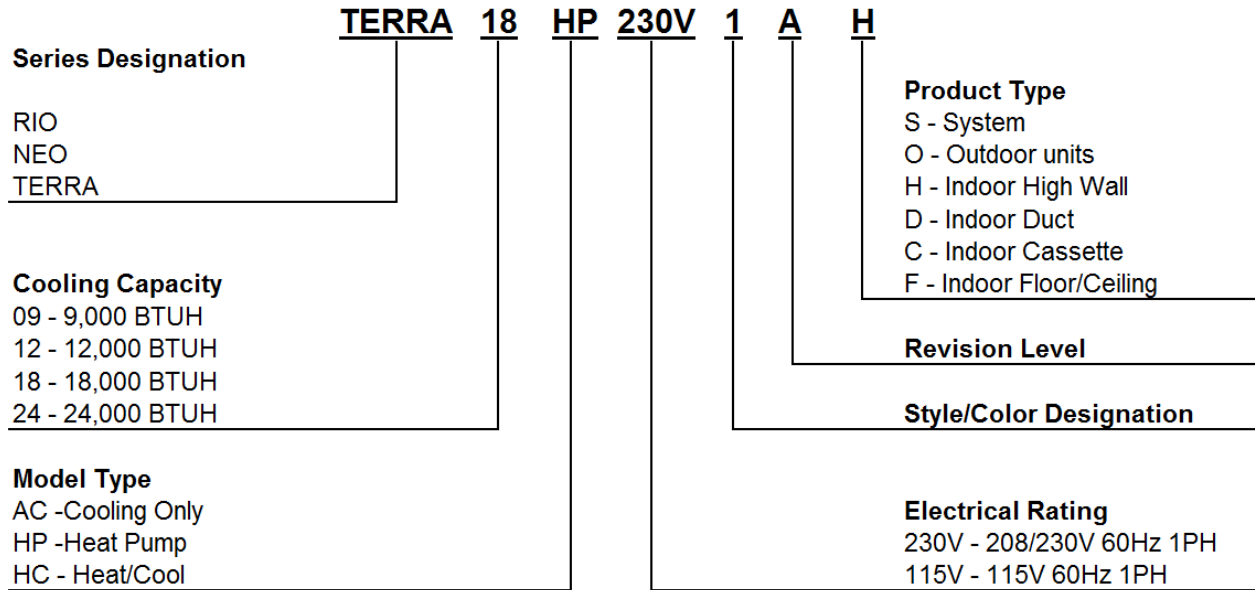 TERRA 18 HP 230V 1 A H
Series Designation
RIO
NEO
TERRA
Cooling Capacity
09 - 9,000 BTUH
12 - 12,000 BTUH
18 - 18,000 BTUH
24 - 24,000 BTUH
Model Type
AC -Cooling Only
HP -Heat Pump
HC - Heat/Cool
Product Type
S - System
O - Outdoor units
H - Indoor High Wall
D - Indoor Duct
C - Indoor Cassette
F - Indoor Floor/Ceiling
Revision Level
Style/Color Designation
Electrical Rating
230V - 208/230V 60Hz 1PH
115V - 115V 60Hz 1PH